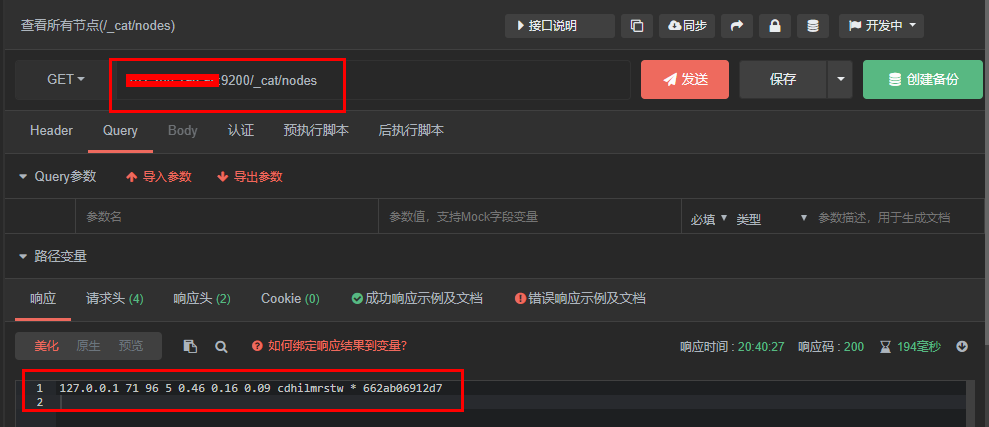 查看所有节点(/_cat/nodes)
接口说明 同步 开发中
GET :9200/_cat/nodes 发送 保存 创建备份
Header Query Body 认证 预执行脚本 后执行脚本
Query参数 导入参数 导出参数
参数名 参数值，支持Mock字段变量 必填 类型 参数描述，用于生成文档
路径变量
响应 请求头 (4) 响应头 (2) Cookie (0) 成功响应示例及文档 错误响应示例及文档
美化 原生 预览 如何绑定响应结果到变量? 响应时间 : 20:40:27 响应码 : 200 194毫秒
1 127.0.0.1 71 96 5 0.46 0.16 0.09 cdhilmrstw * 662ab06912d7
2